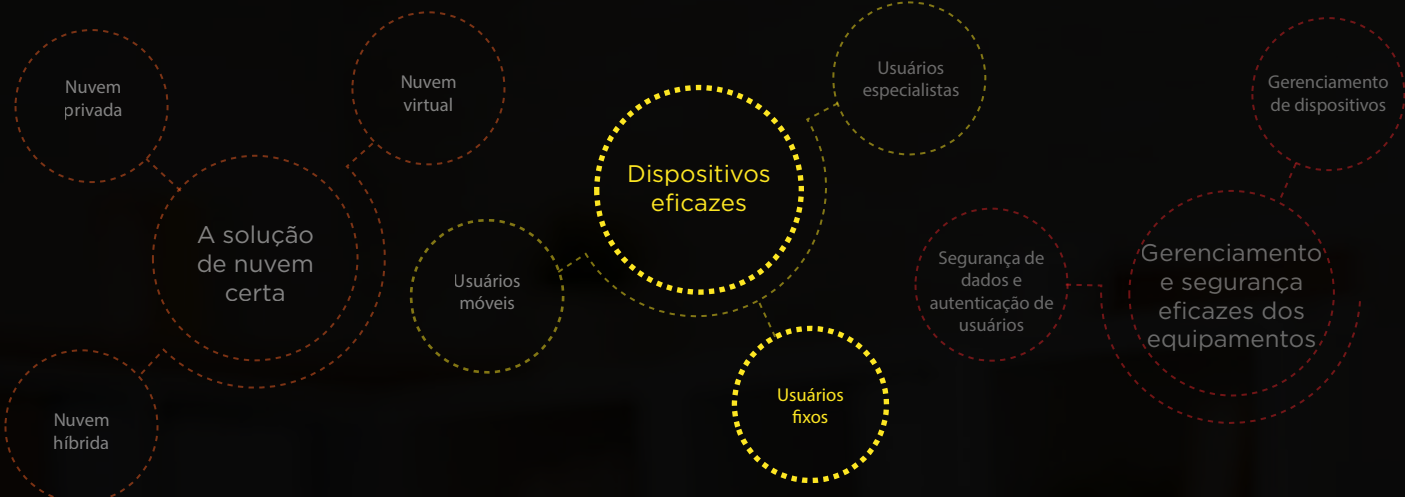 Nuvem
privada
Nuvem
virtual
A solução
de nuvem
certa
Nuvem
híbrida
Dispositivos
eficazes
Usuários
especialistas
Usuários
móveis
Usuários
fixos
Gerenciamento
de dispositivos
Segurança de
dados e
autenticação de
usuários
Gerenciamento
e segurança
eficazes dos
equipamentos